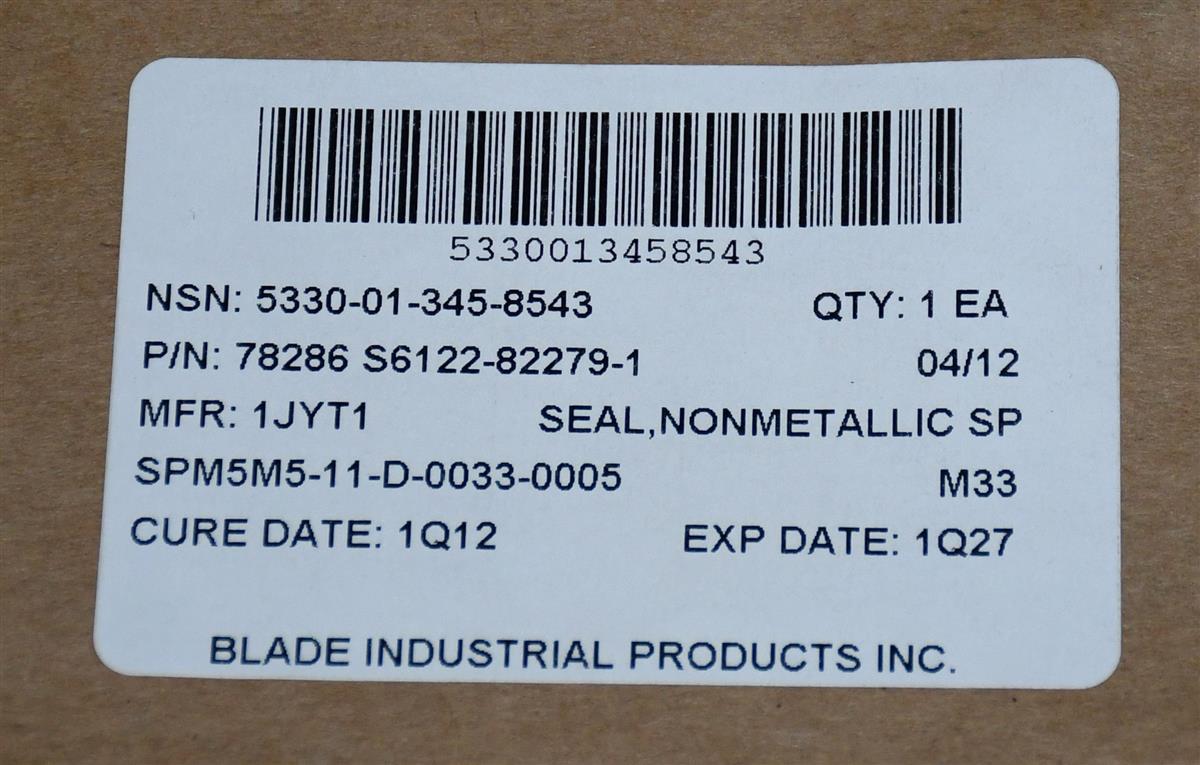 5330013458543
NSN: 5330-01-345-8543 QTY: 1 EA
P/N: 78286 S6122-82279-1 04/12
MFR: 1JYT1 SEAL,NONMETALLIC SP
SPM5M5-11-D-0033-0005 M33
CURE DATE: 1Q12 EXP DATE: 1Q27
BLADE INDUSTRIAL PRODUCTS INC.